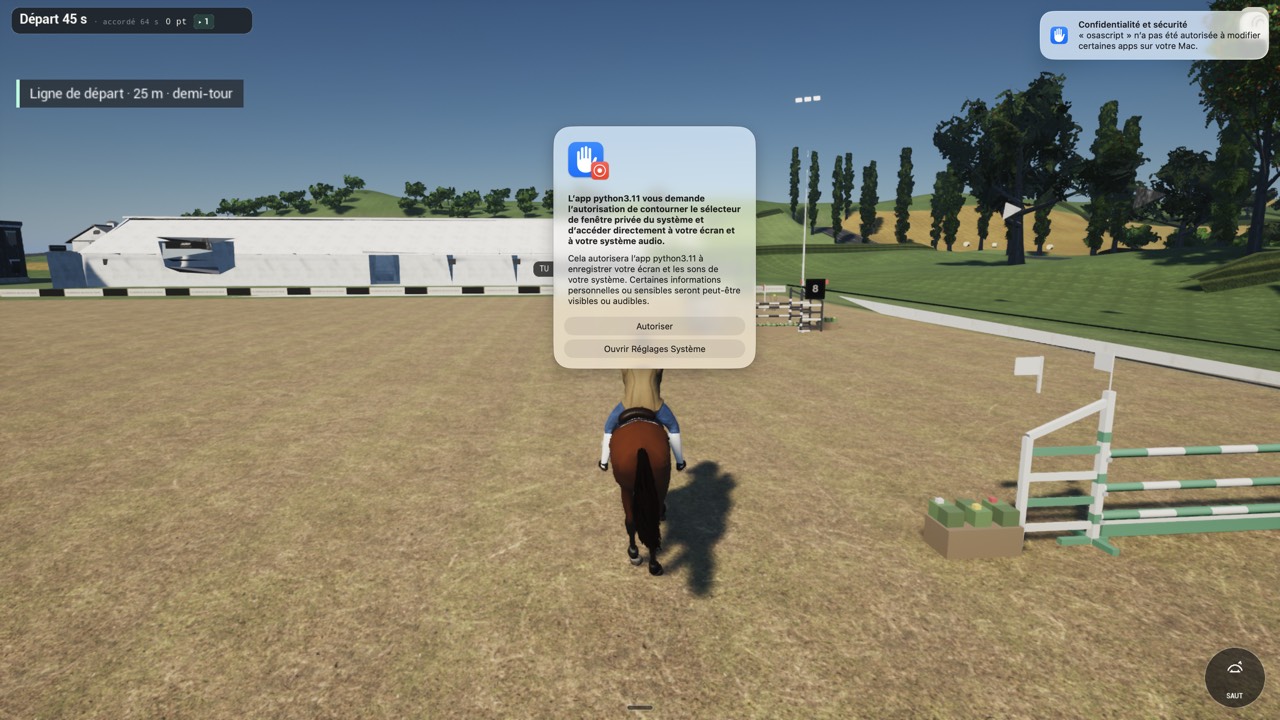 Départ 45 s · accordé 64 s 0 pt ▸1
Confidentialité et sécurité
« osascript » n'a pas été autorisée à modifier
certaines apps sur votre Mac.
Ligne de départ · 25 m · demi-tour
L'app python3.11 vous demande
l'autorisation de contourner le sélecteur
de fenêtre privée du système et
d'accéder directement à votre écran et
à votre système audio.
Cela autorisera l'app python3.11 à
enregistrer votre écran et les sons de
votre système. Certaines informations
personnelles ou sensibles seront peut-être
visibles ou audibles.
Autoriser
Ouvrir Réglages Système
TU
8
SAUT